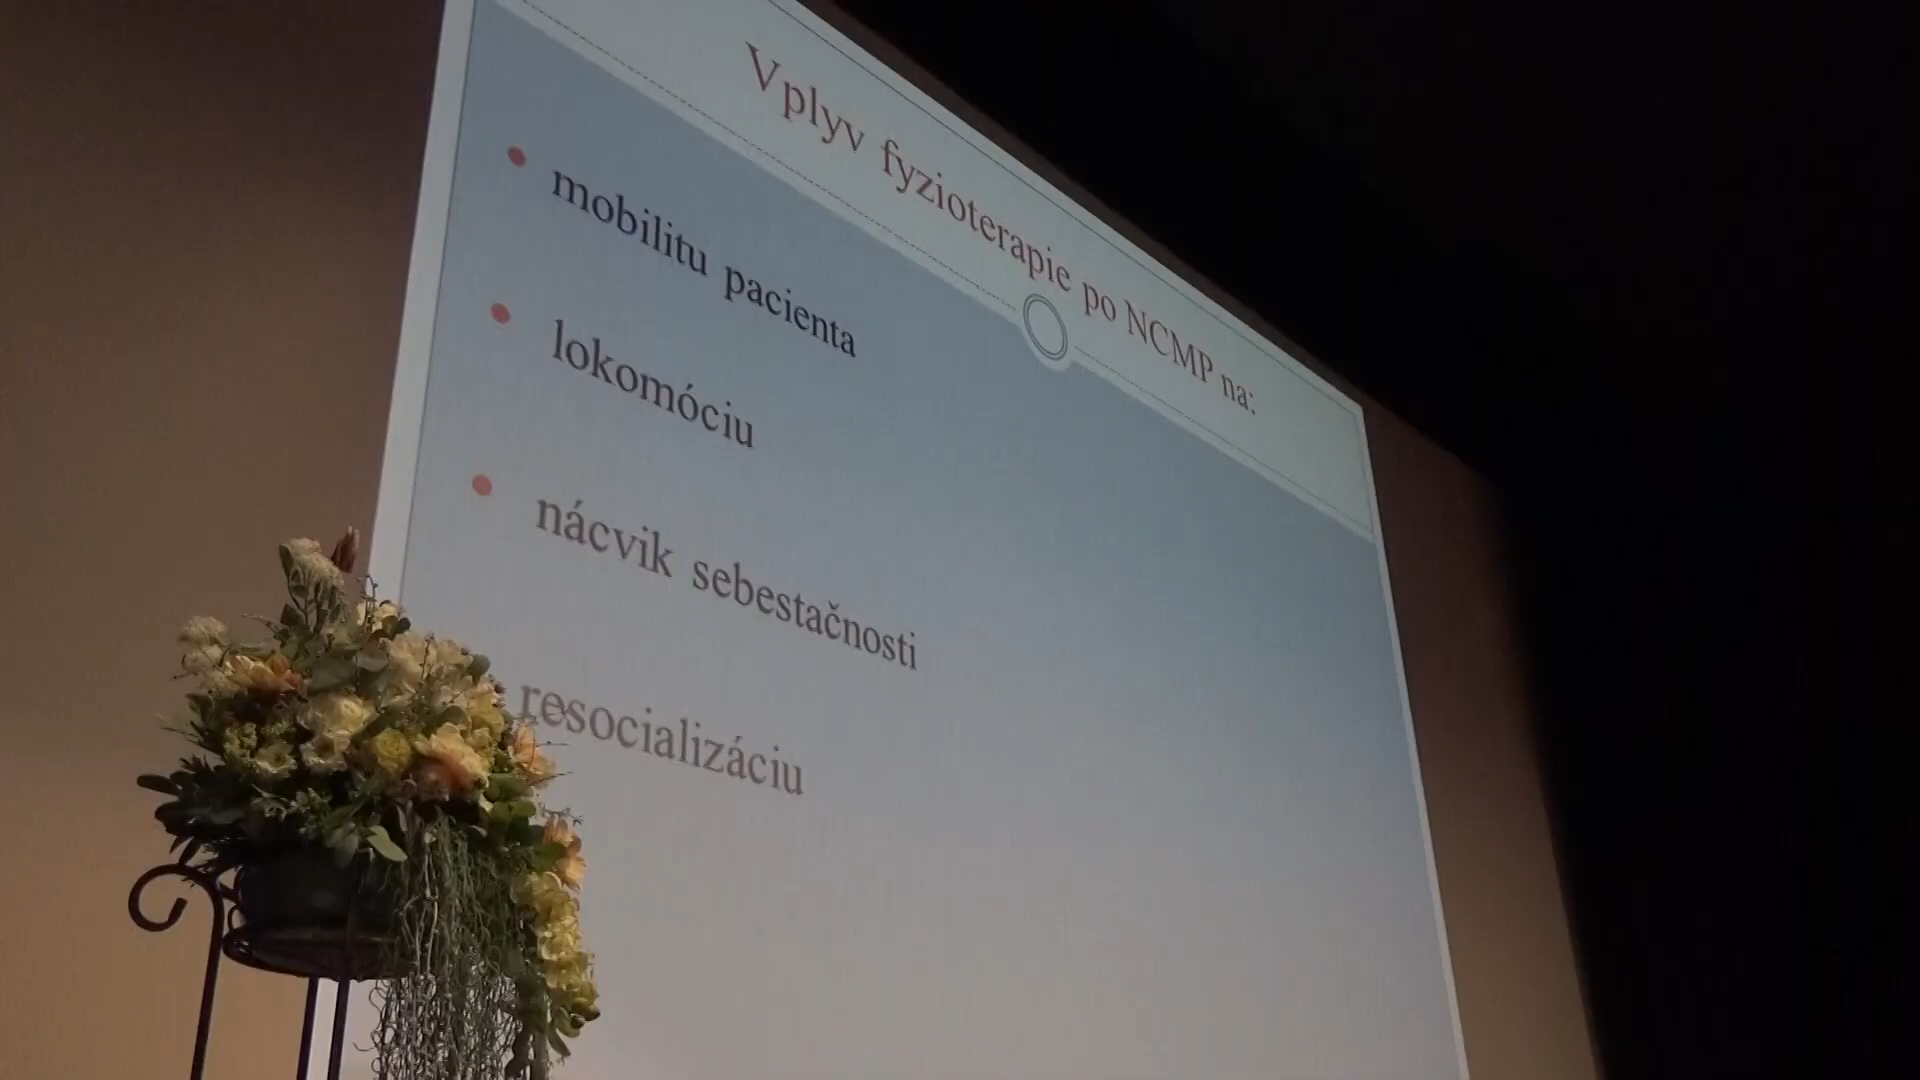 Vplyv fyzioterapie po NCMP na:
mobilitu pacienta
lokomóciu
nácvik sebestačnosti
resocializáciu